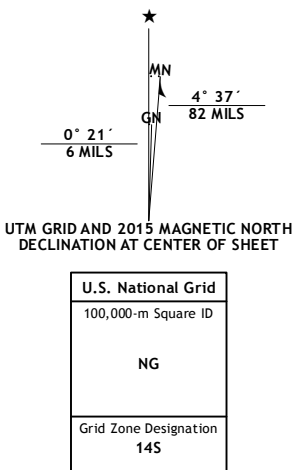 ★
MN
GN
4° 37´
82 MILS
0° 21´
6 MILS
UTM GRID AND 2015 MAGNETIC NORTH
DECLINATION AT CENTER OF SHEET
U.S. National Grid
100,000-m Square ID
NG
Grid Zone Designation
14S